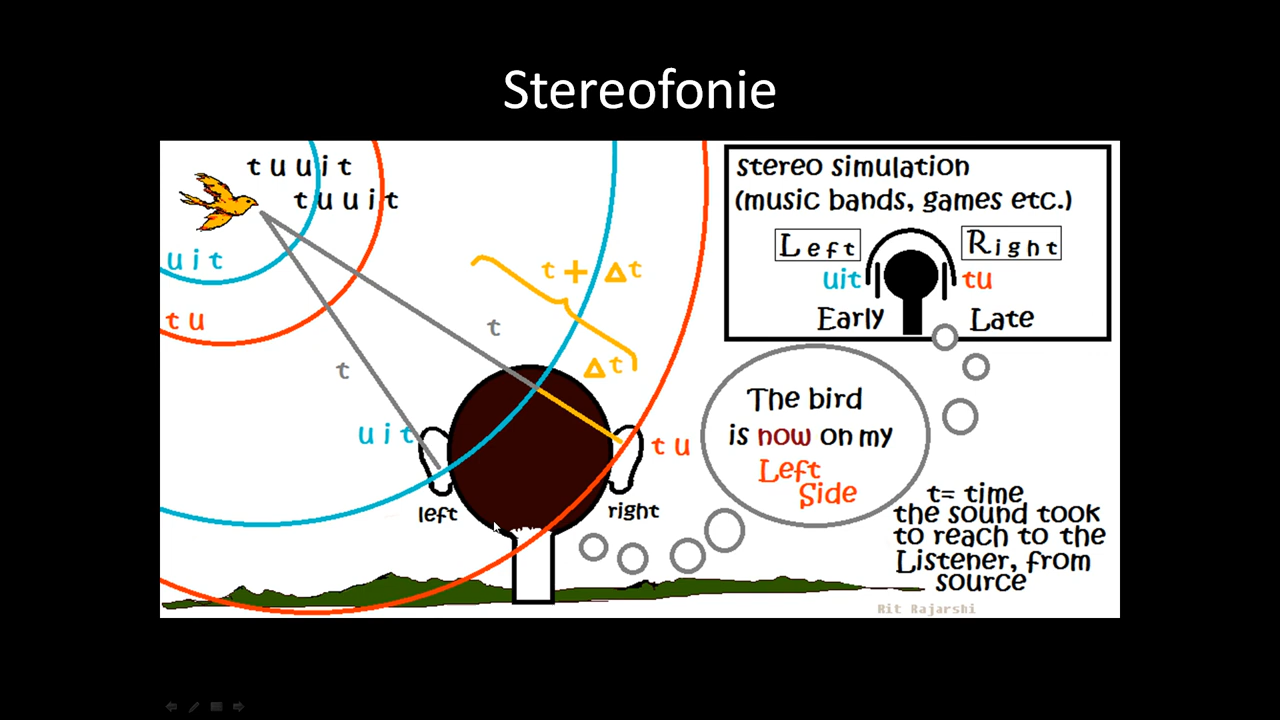 Stereofonie
t u u i t
t u u i t
u i t
t u
t + Δt
t
Δt
t
u i t
t u
left
right
stereo simulation
(music bands, games etc.)
Left
Right
uit
tu
Early
Late
The bird
is now on my
Left
Side
t= time
the sound took
to reach to the
Listener, from
source
Rit Rajarshi